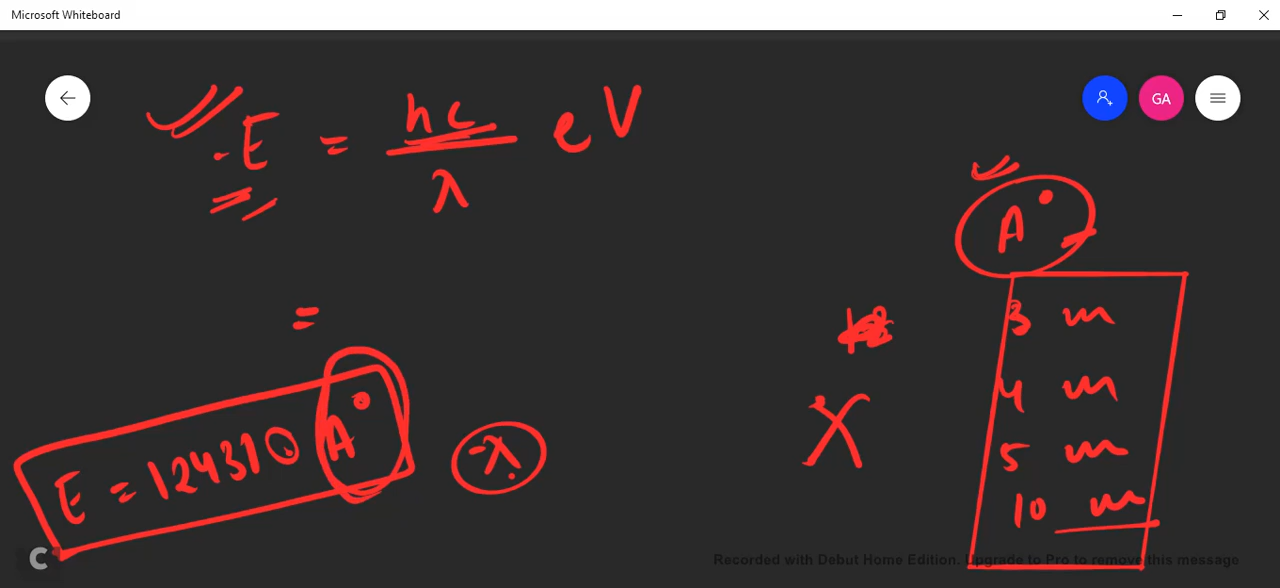 Microsoft Whiteboard
GA
E = hc/λ eV
A°
=
3 m
4 m
5 m
10 m
X
E = 124310 A°
λ
Recorded with Debut Home Edition. Upgrade to Pro to remove this message